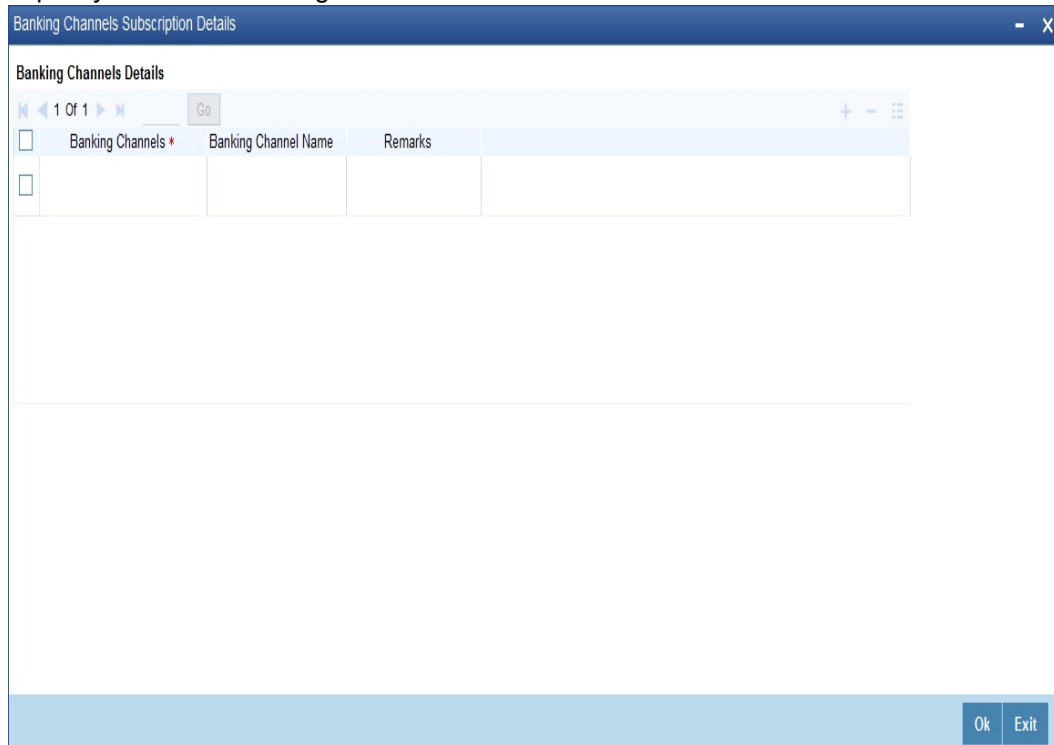 Banking Channels Subscription Details
Banking Channels Details
1 Of 1 Go
Banking Channels * Banking Channel Name Remarks
Ok Exit